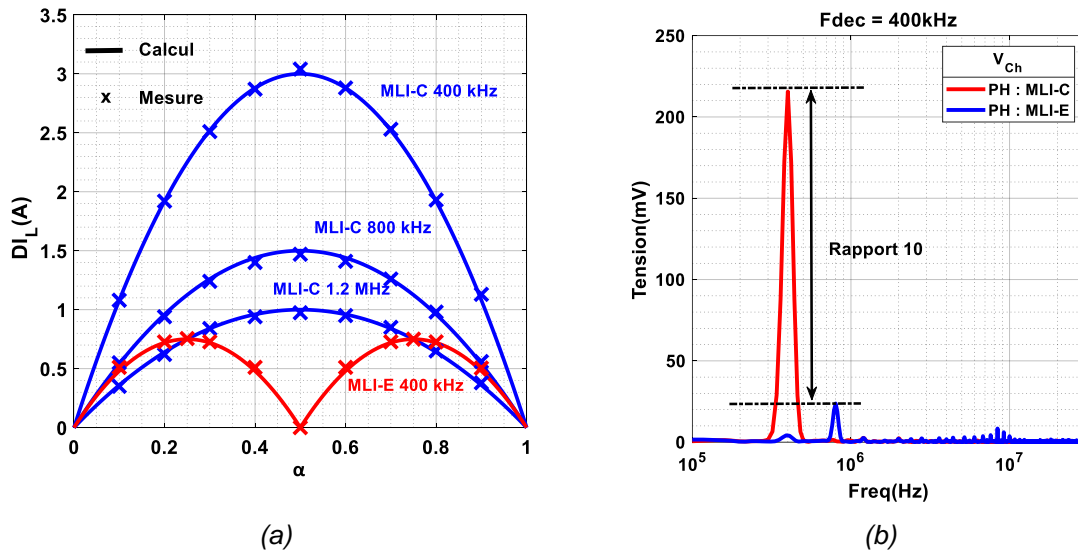 3.5
3
2.5
2
1.5
1
0.5
0
DI_L(A)
Calcul
x Mesure
MLI-C 400 kHz
MLI-C 800 kHz
MLI-C 1.2 MHz
MLI-E 400 kHz
0 0.2 0.4 0.6 0.8 1
α
(a)
Fdec = 400kHz
250
200
150
100
50
0
Tension(mV)
V_Ch
PH : MLI-C
PH : MLI-E
Rapport 10
10^5 10^6 10^7
Freq(Hz)
(b)